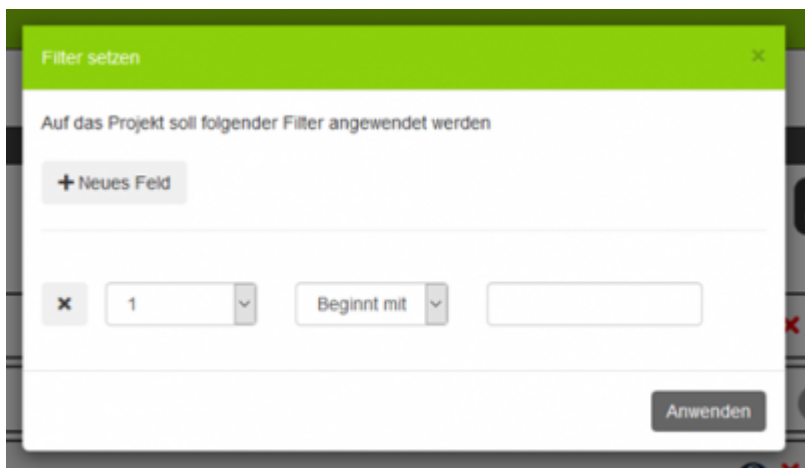 Filter setzen
Auf das Projekt soll folgender Filter angewendet werden
Neues Feld
1 Beginnt mit
Anwenden